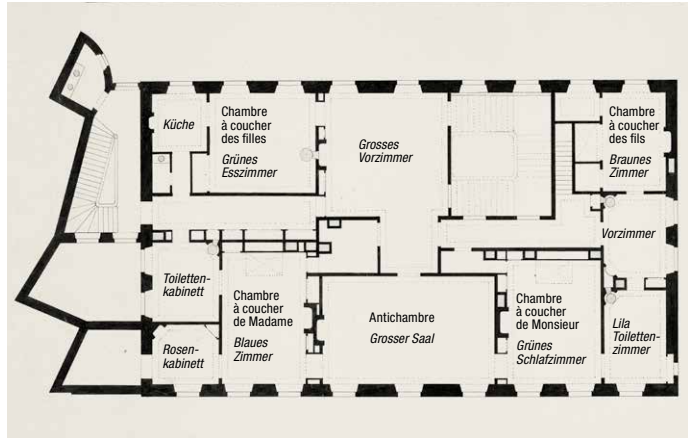 Küche
Chambre
à coucher
des filles
Grünes
Esszimmer
Grosses
Vorzimmer
Chambre
à coucher
des fils
Braunes
Zimmer
Vorzimmer
Toiletten-
kabinett
Rosen-
kabinett
Chambre
à coucher
de Madame
Blaues
Zimmer
Antichambre
Grosser Saal
Chambre
à coucher
de Monsieur
Grünes
Schlafzimmer
Lila
Toiletten-
zimmer